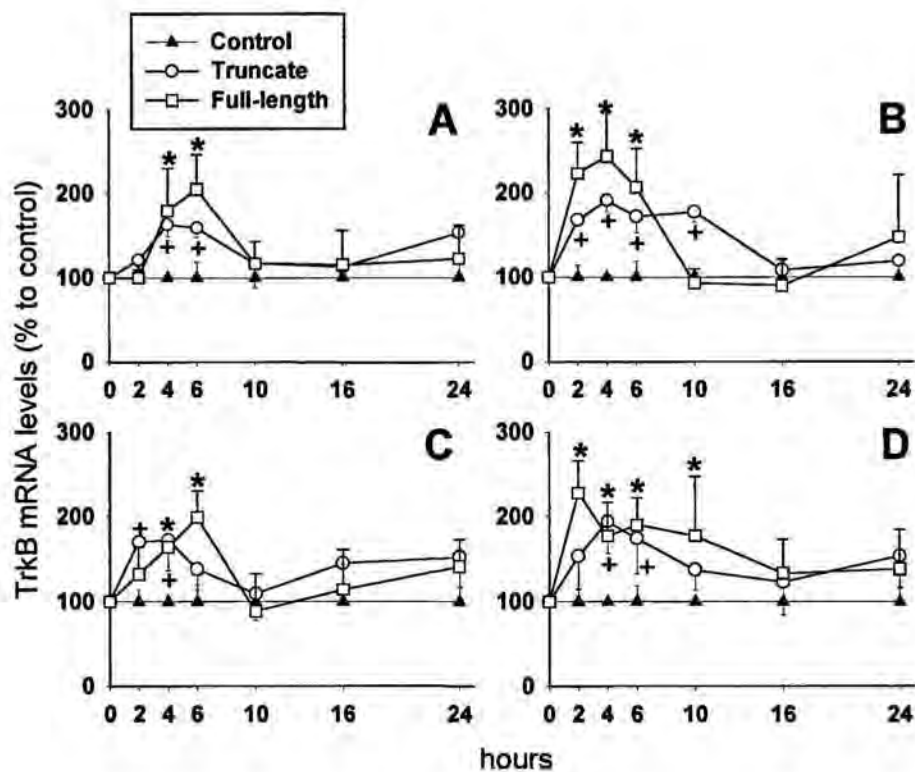 Control
Truncate
Full-length
TrkB mRNA levels (% to control)
A
300
200
100
0
0 2 4 6 10 16 24
* *
+ +
B
300
200
100
0
0 2 4 6 10 16 24
* * *
+ + + +
C
300
200
100
0
0 2 4 6 10 16 24
+ * *
+
D
300
200
100
0
0 2 4 6 10 16 24
* * * *
+ +
hours